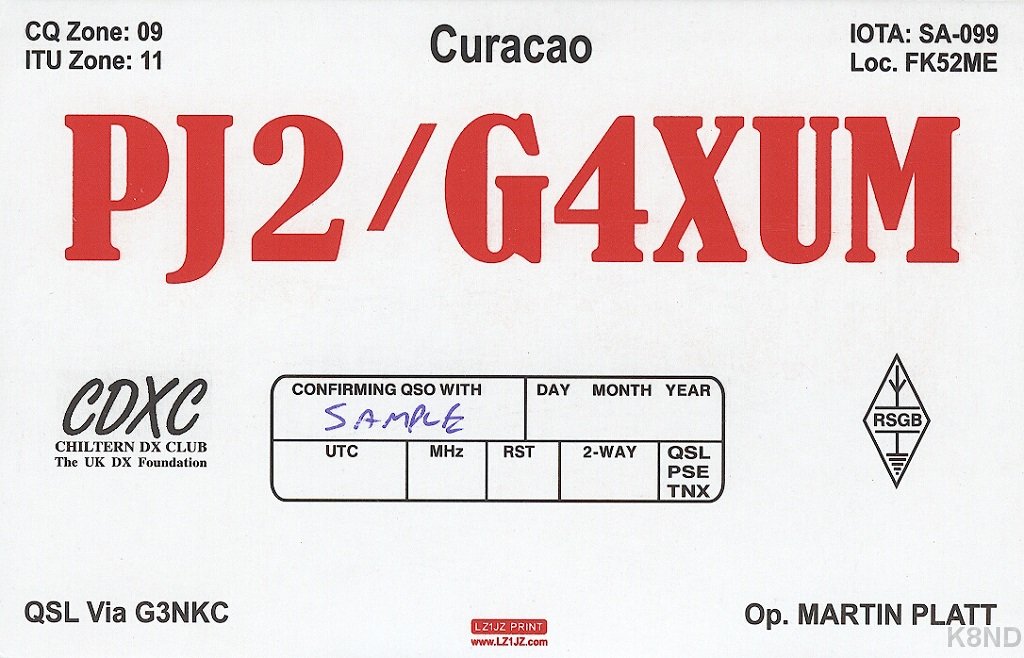 CQ Zone: 09
ITU Zone: 11
Curacao
IOTA: SA-099
Loc. FK52ME
PJ2/G4XUM
CDXC
CHILTERN DX CLUB
The UK DX Foundation
CONFIRMING QSO WITH
SAMPLE
DAY MONTH YEAR
UTC MHz RST 2-WAY QSL
PSE
TNX
RSGB
QSL Via G3NKC
LZ1JZ PRINT
www.LZ1JZ.com
Op. MARTIN PLATT
K8ND